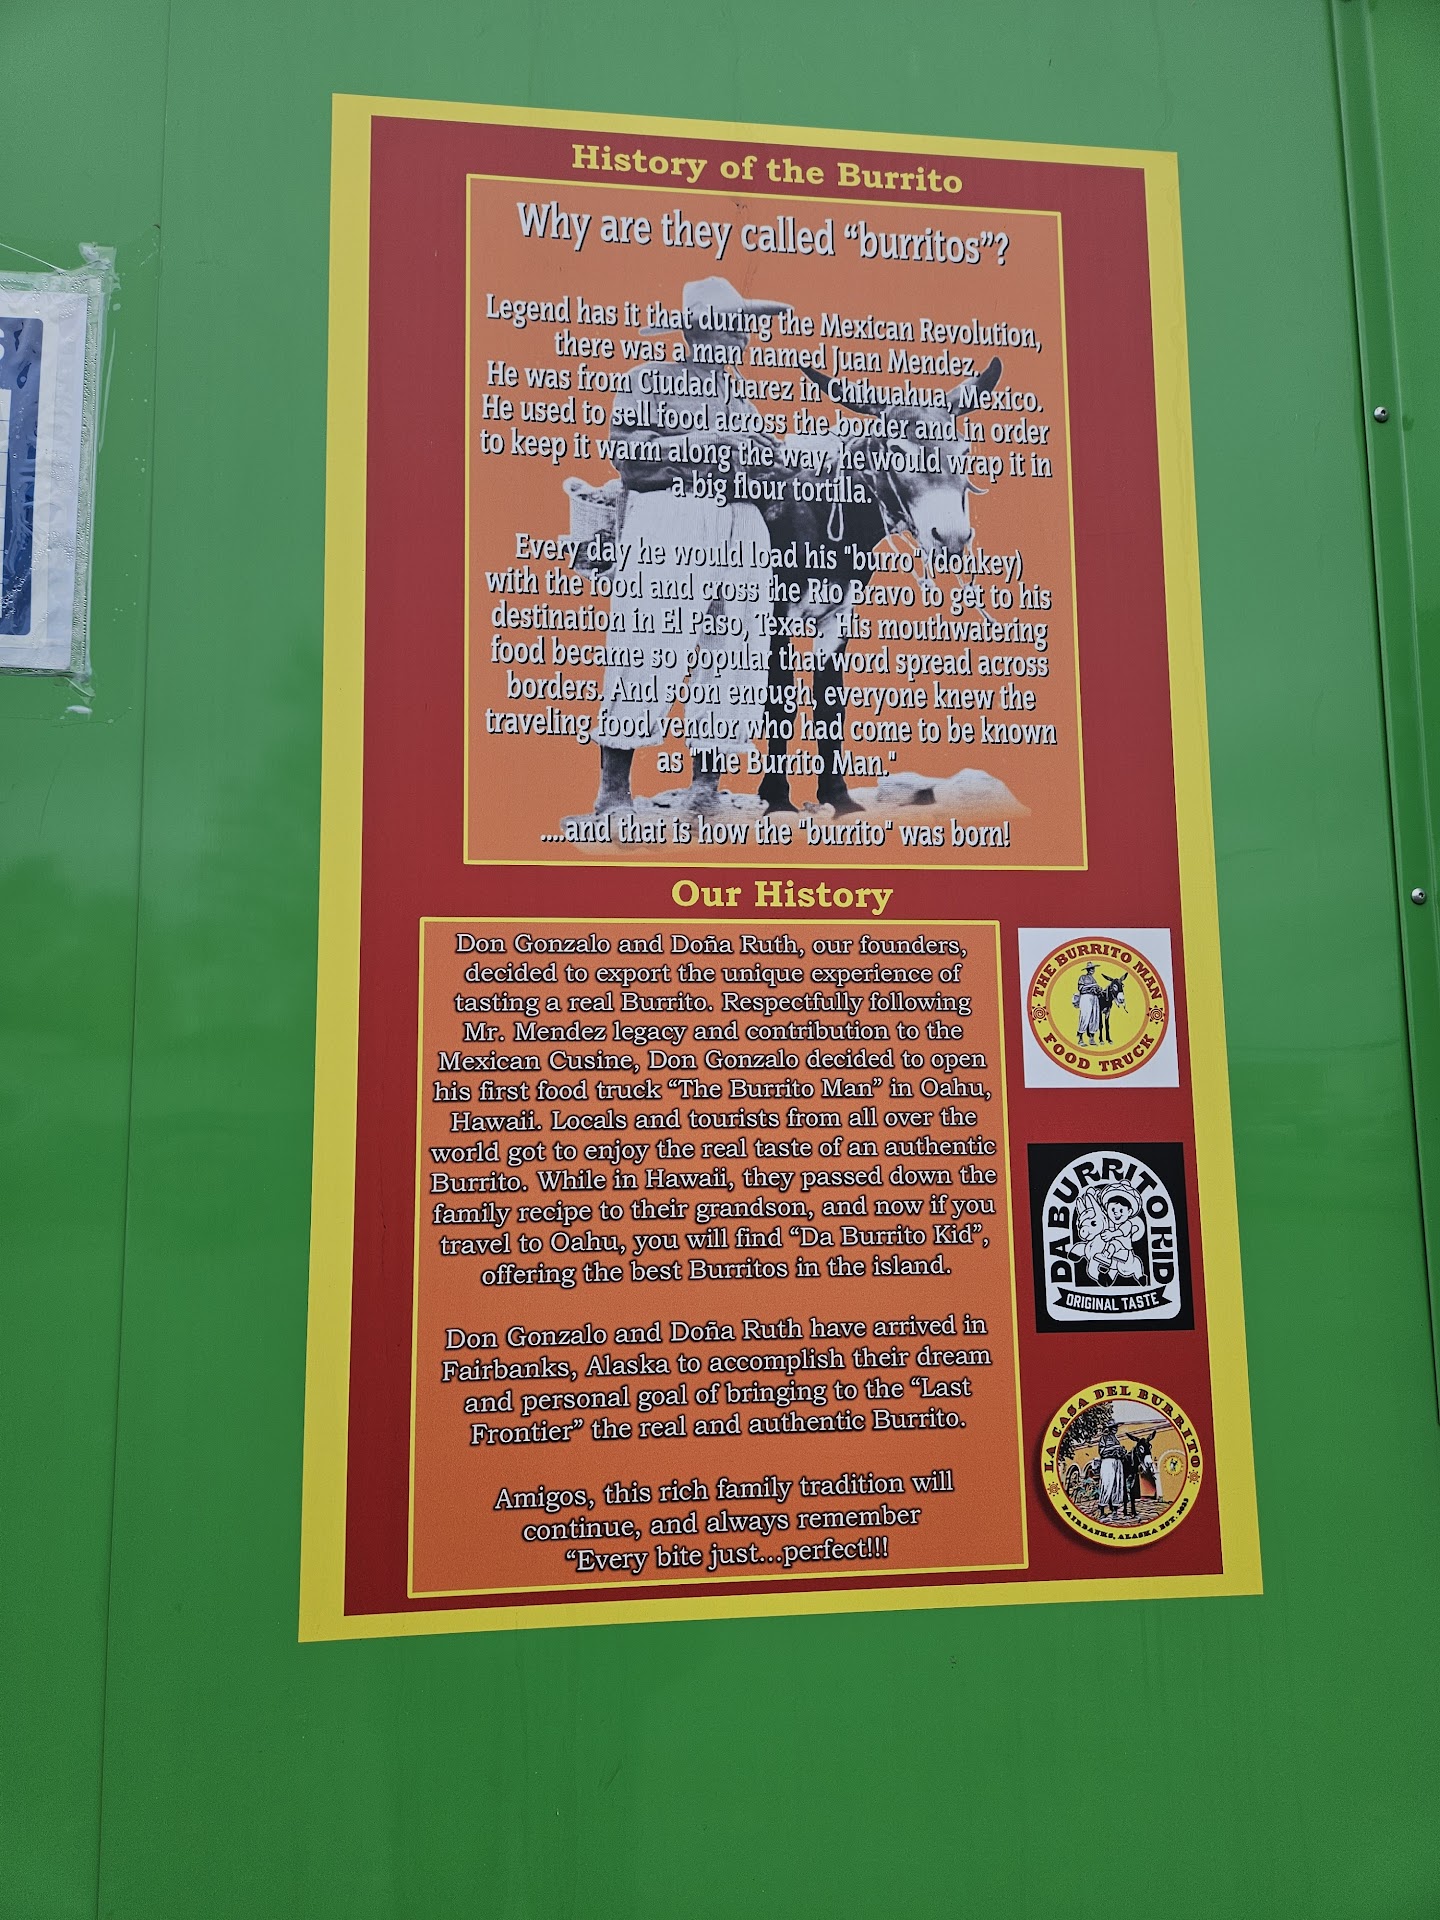 History of the Burrito
Why are they called “burritos”?
Legend has it that during the Mexican Revolution,
there was a man named Juan Mendez.
He was from Ciudad Juarez in Chihuahua, Mexico.
He used to sell food across the border and in order
to keep it warm along the way, he would wrap it in
a big flour tortilla.
Every day he would load his "burro" (donkey)
with the food and cross the Rio Bravo to get to his
destination in El Paso, Texas. His mouthwatering
food became so popular that word spread across
borders. And soon enough, everyone knew the
traveling food vendor who had come to be known
as "The Burrito Man."
....and that is how the "burrito" was born!
Our History
Don Gonzalo and Doña Ruth, our founders,
decided to export the unique experience of
tasting a real Burrito. Respectfully following
Mr. Mendez legacy and contribution to the
Mexican Cusine, Don Gonzalo decided to open
his first food truck “The Burrito Man” in Oahu,
Hawaii. Locals and tourists from all over the
world got to enjoy the real taste of an authentic
Burrito. While in Hawaii, they passed down the
family recipe to their grandson, and now if you
travel to Oahu, you will find “Da Burrito Kid”,
offering the best Burritos in the island.
Don Gonzalo and Doña Ruth have arrived in
Fairbanks, Alaska to accomplish their dream
and personal goal of bringing to the “Last
Frontier” the real and authentic Burrito.
Amigos, this rich family tradition will
continue, and always remember
“Every bite just...perfect!!!
THE BURRITO MAN
FOOD TRUCK
DA BURRITO KID
ORIGINAL TASTE
LA CASA DEL BURRITO
FAIRBANKS, ALASKA EST. 2023
S